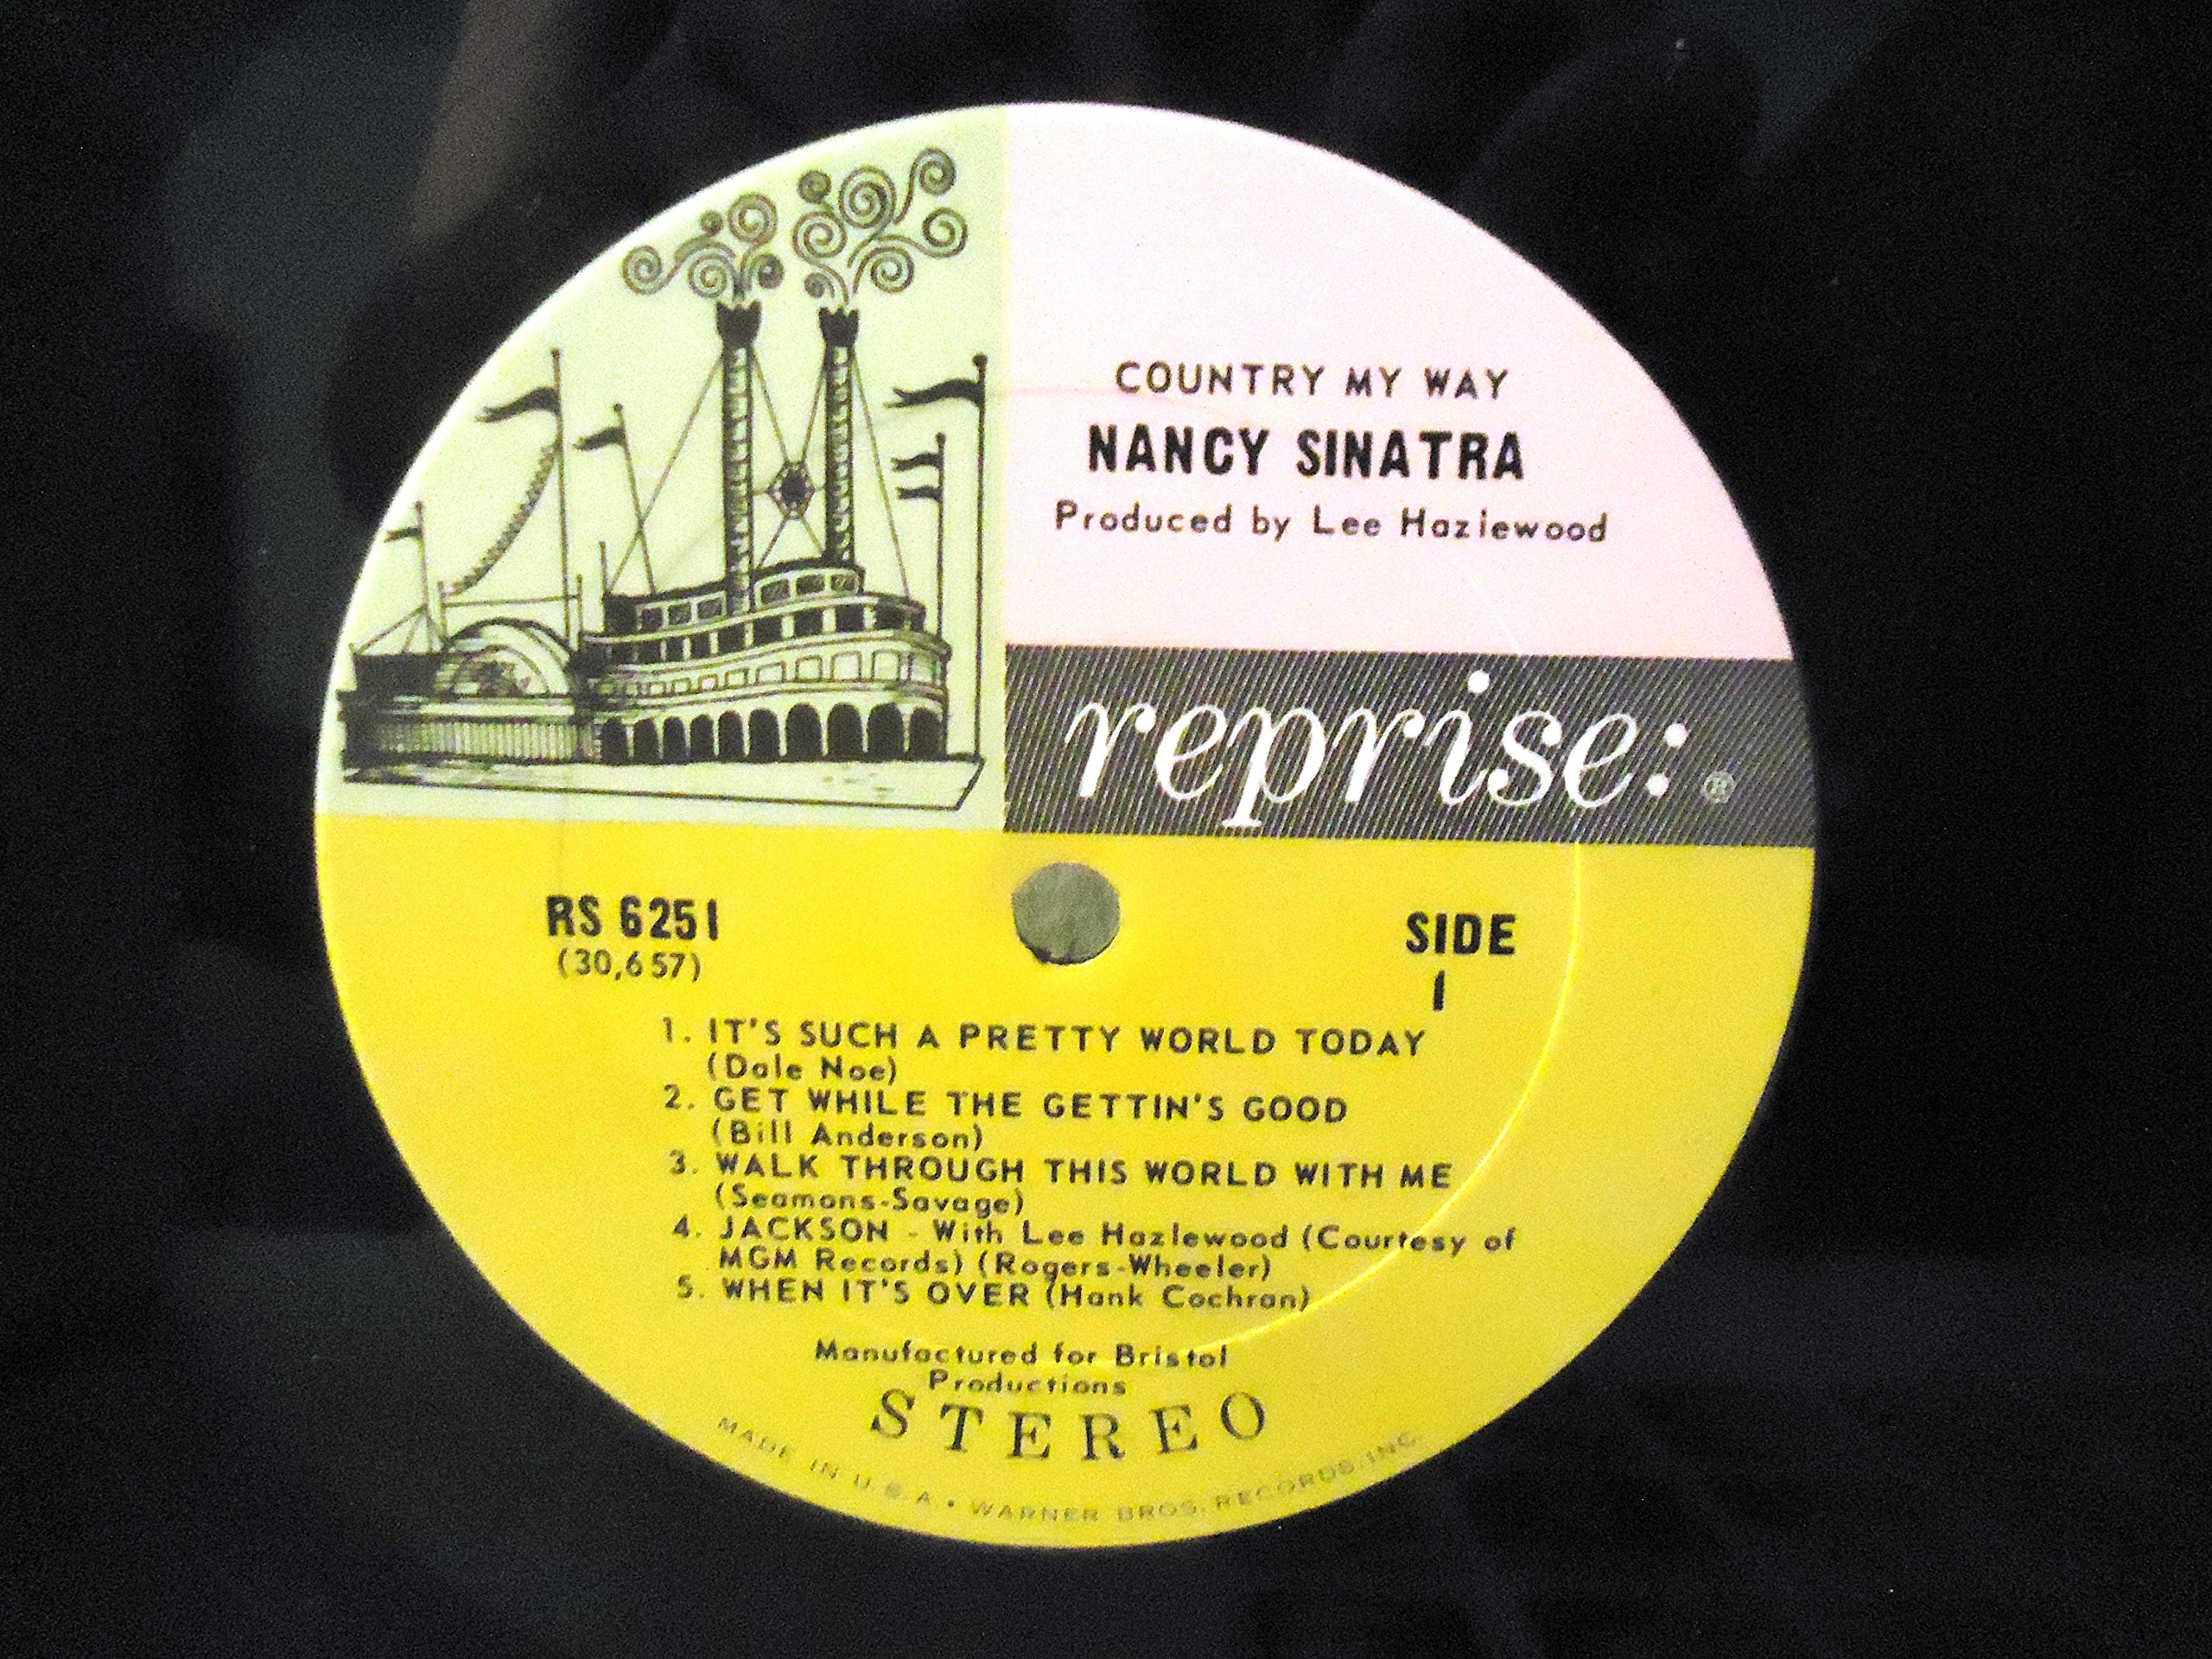 COUNTRY MY WAY
NANCY SINATRA
Produced by Lee Hazlewood
reprise: ®
RS 6251
(30,657)
SIDE
1
1. IT'S SUCH A PRETTY WORLD TODAY
(Dale Noe)
2. GET WHILE THE GETTIN'S GOOD
(Bill Anderson)
3. WALK THROUGH THIS WORLD WITH ME
(Seamons-Savage)
4. JACKSON - With Lee Hazlewood (Courtesy of
MGM Records) (Rogers-Wheeler)
5. WHEN IT'S OVER (Hank Cochran)
Manufactured for Bristol
Productions
STEREO
MADE IN U.S.A • WARNER BROS. RECORDS, INC.